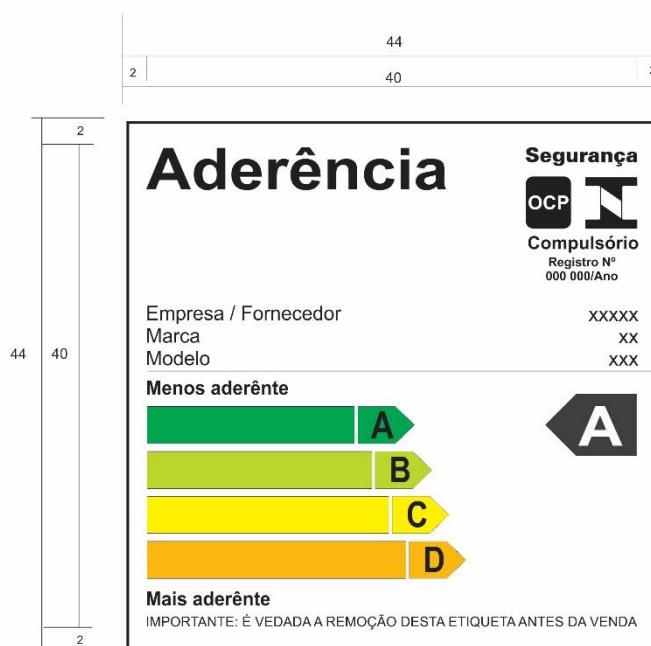 44
2
40
2
Aderência
Segurança
OCP
Compulsório
Registro Nº
000 000/Ano
Empresa / Fornecedor xxxxx
Marca xx
Modelo xxx
44
40
Menos aderênte
A
A
B
C
D
Mais aderênte
IMPORTANTE: É VEDADA A REMOÇÃO DESTA ETIQUETA ANTES DA VENDA
2